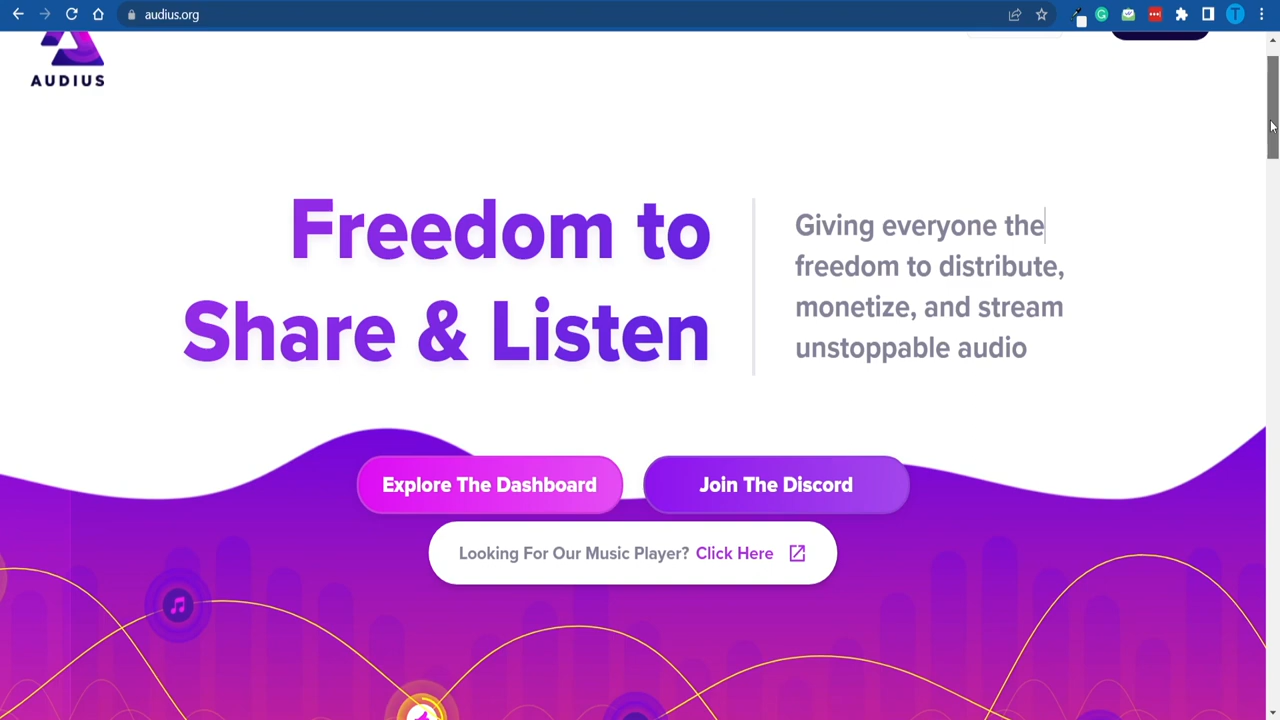 audius.org
T
AUDIUS
Freedom to
Share & Listen
Giving everyone the
freedom to distribute,
monetize, and stream
unstoppable audio
Explore The Dashboard
Join The Discord
Looking For Our Music Player? Click Here